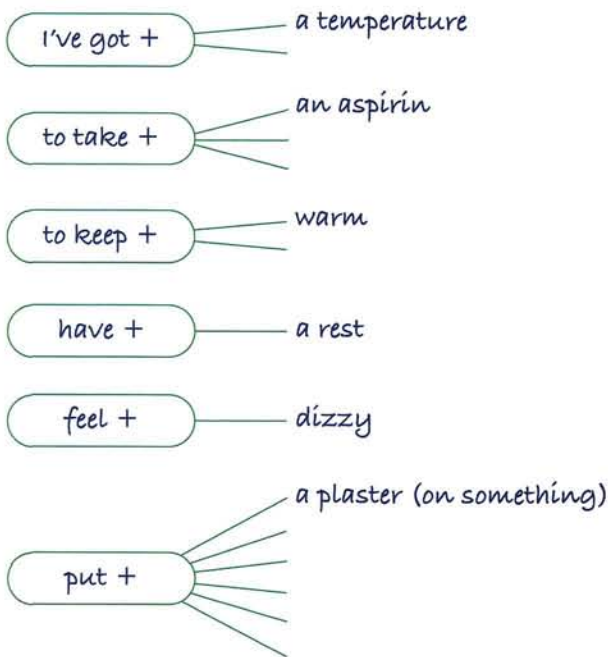 I've got + a temperature
to take + an aspirin
to keep + warm
have + a rest
feel + dizzy
put + a plaster (on something)